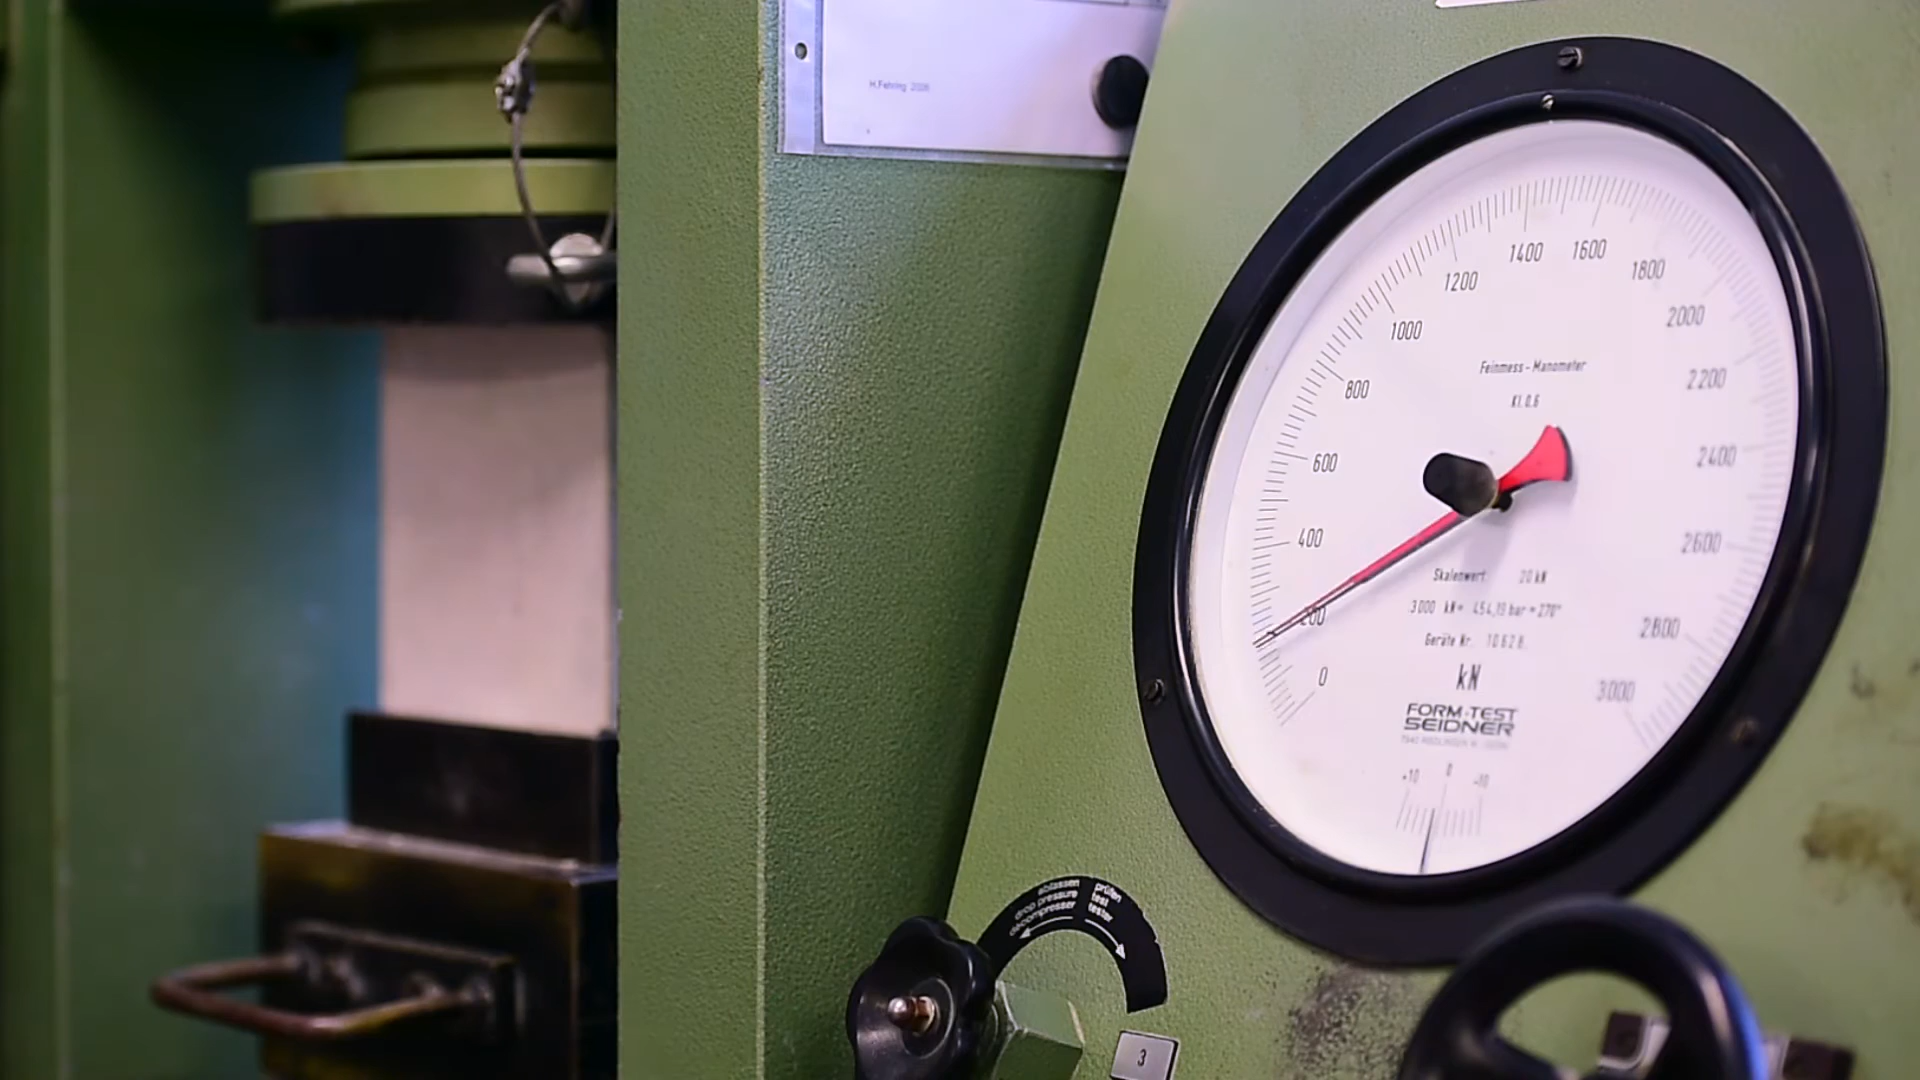 H.Fehring 2006
0
200
400
600
800
1000
1200
1400
1600
1800
2000
2200
2400
2600
2800
3000
Feinmess - Manometer
Kl. 0,6
Skalenwert 20 kN
3000 kN = 454,13 bar = 270°
Geräte Nr. 10628
kN
FORM+TEST
SEIDNER
+10 0 -10
ablassen
drop pressure
décompresser
prüfen
test
tester
3